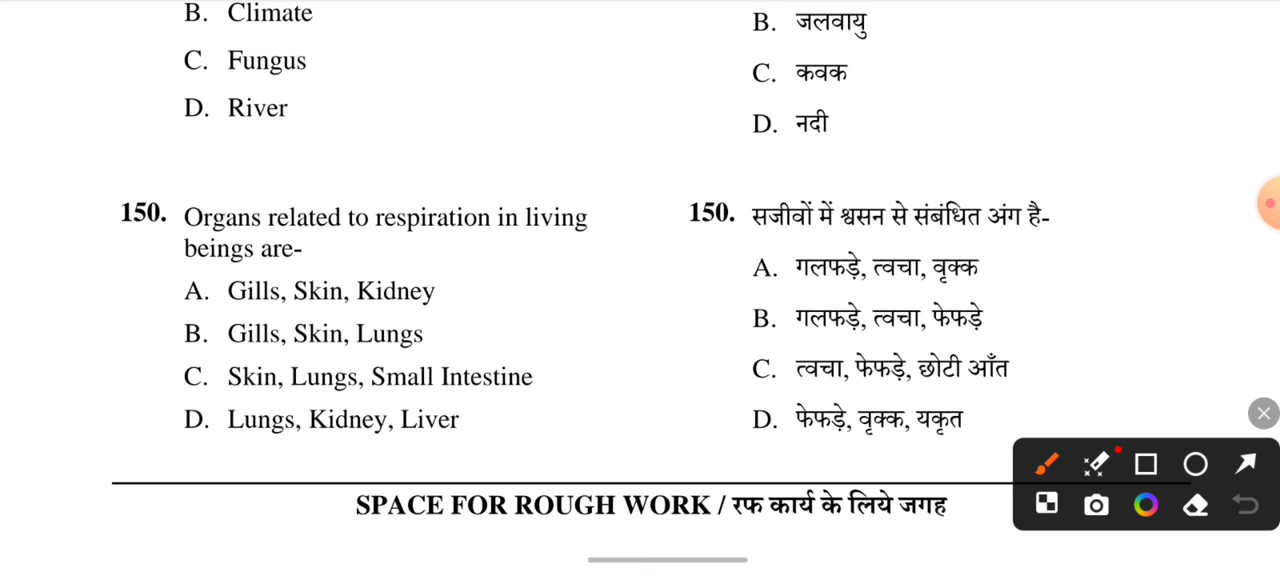 B. Climate
C. Fungus
D. River
150. Organs related to respiration in living
beings are-
A. Gills, Skin, Kidney
B. Gills, Skin, Lungs
C. Skin, Lungs, Small Intestine
D. Lungs, Kidney, Liver
B. जलवायु
C. कवक
D. नदी
150. सजीवों में श्वसन से संबंधित अंग है-
A. गलफड़े, त्वचा, वृक्क
B. गलफड़े, त्वचा, फेफड़े
C. त्वचा, फेफड़े, छोटी आँत
D. फेफड़े, वृक्क, यकृत
SPACE FOR ROUGH WORK / रफ कार्य के लिये जगह